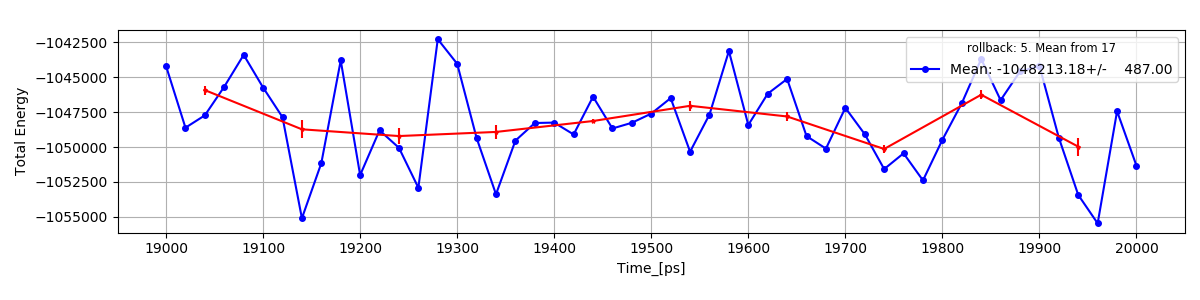 rollback: 5. Mean from 17
Mean: -1048213.18+/-    487.00
Total Energy
−1042500
−1045000
−1047500
−1050000
−1052500
−1055000
19000 19100 19200 19300 19400 19500 19600 19700 19800 19900 20000
Time_[ps]